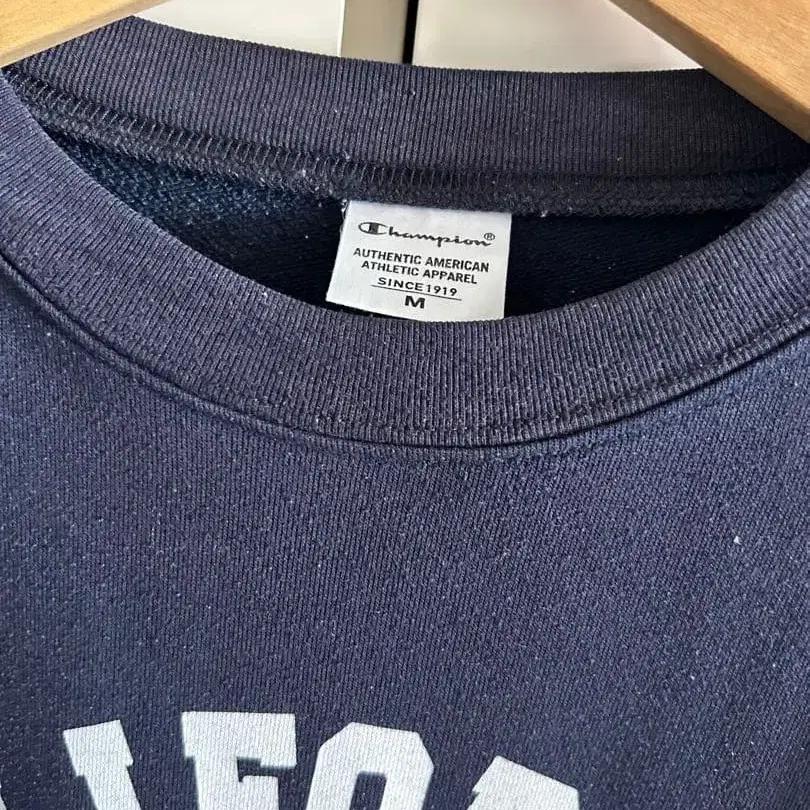 Champion®
AUTHENTIC AMERICAN
ATHLETIC APPAREL
SINCE 1919
M